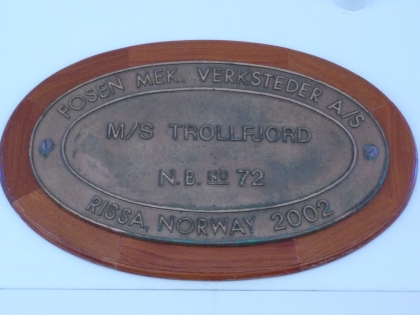 FOSEN MEK. VERKSTEDER A/S
M/S TROLLFJORD
N.B. NO 72
RISSA, NORWAY 2002